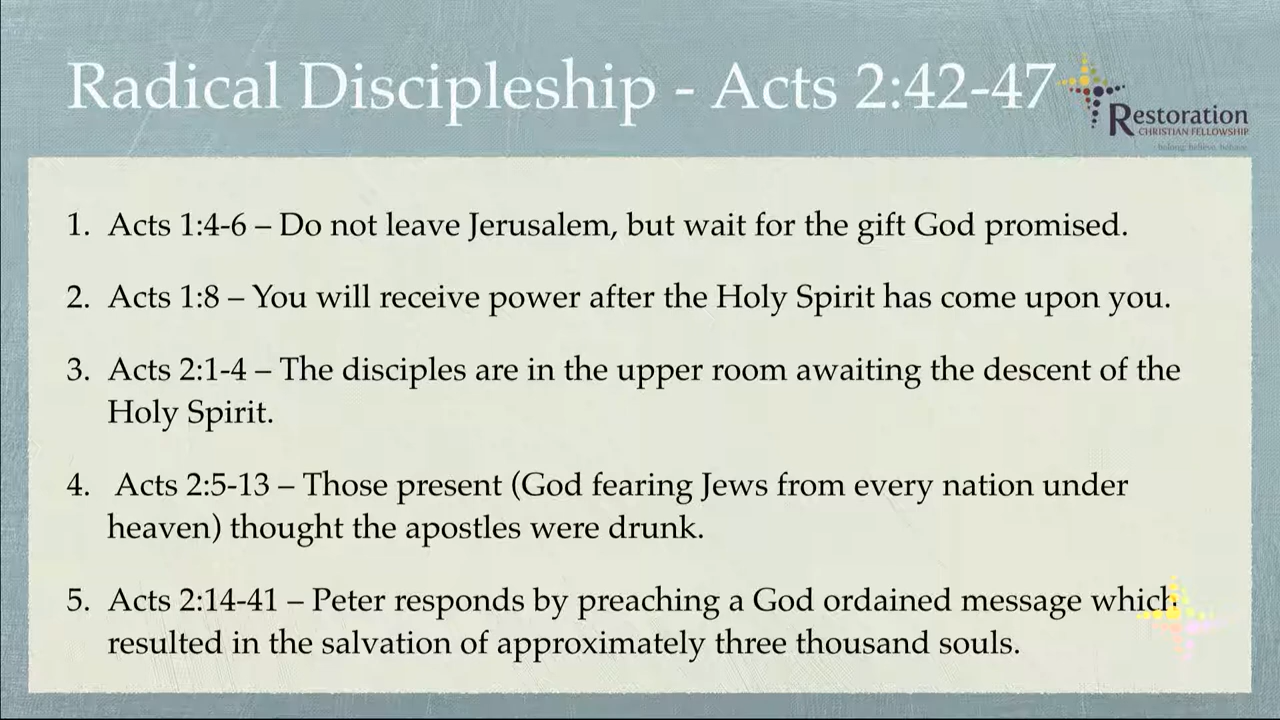 Radical Discipleship - Acts 2:42-47
Restoration
CHRISTIAN FELLOWSHIP
belong. believe. behave.
1. Acts 1:4-6 – Do not leave Jerusalem, but wait for the gift God promised.
2. Acts 1:8 – You will receive power after the Holy Spirit has come upon you.
3. Acts 2:1-4 – The disciples are in the upper room awaiting the descent of the
Holy Spirit.
4. Acts 2:5-13 – Those present (God fearing Jews from every nation under
heaven) thought the apostles were drunk.
5. Acts 2:14-41 – Peter responds by preaching a God ordained message which
resulted in the salvation of approximately three thousand souls.